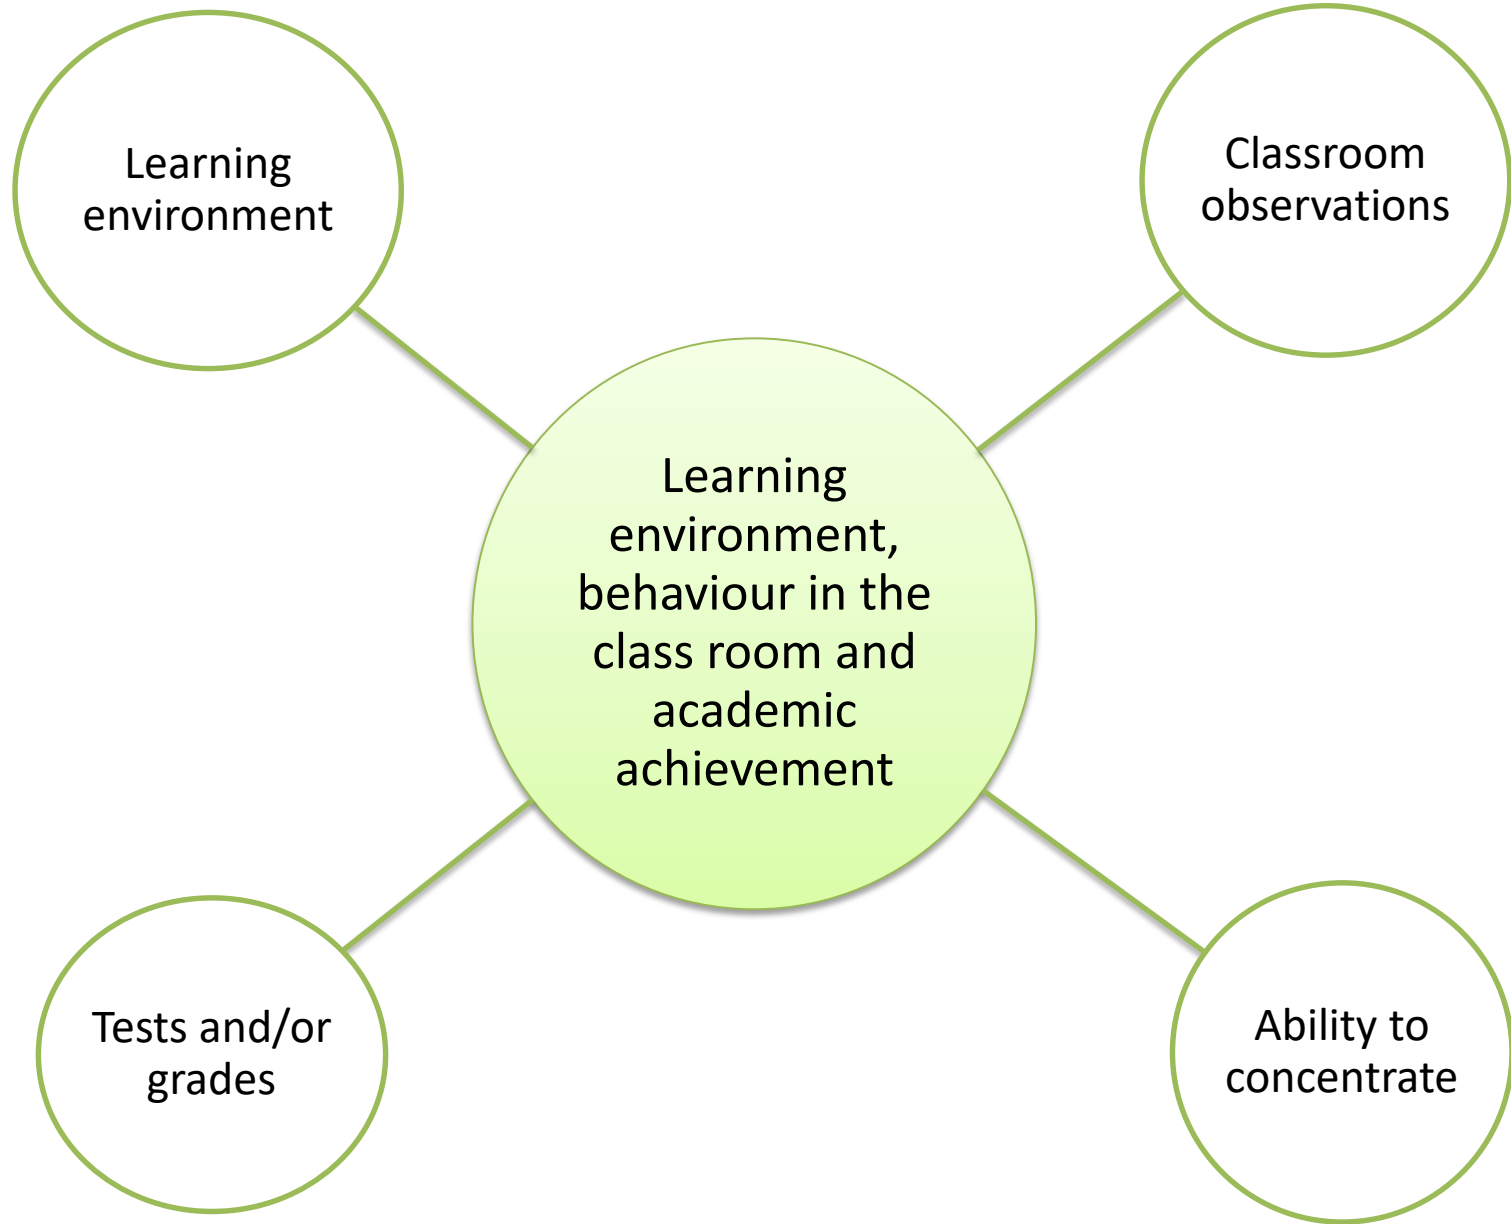 Learning
environment
Classroom
observations
Learning
environment,
behaviour in the
class room and
academic
achievement
Tests and/or
grades
Ability to
concentrate